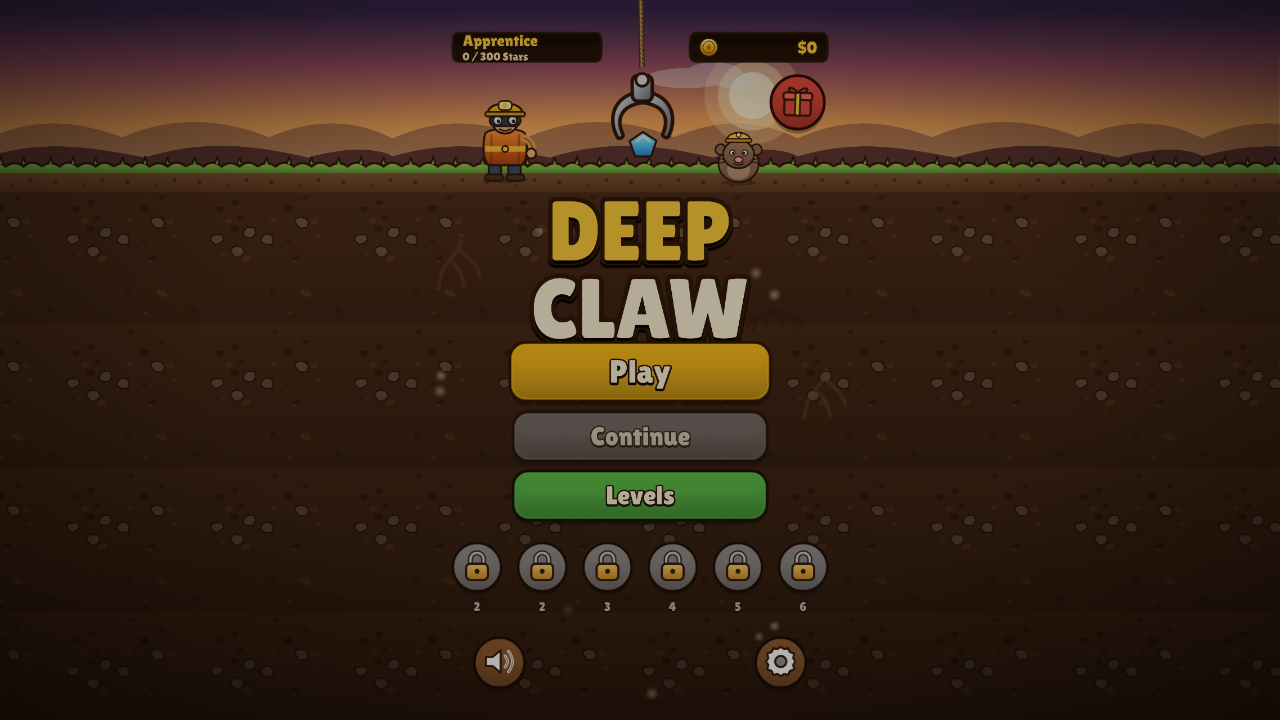 Apprentice
0 / 300 Stars
$0
DEEP
CLAW
Play
Continue
Levels
2 2 3 4 5 6